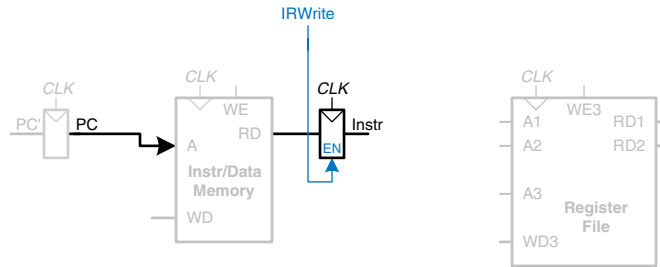 IRWrite
CLK
CLK
CLK
CLK
PC'
PC
WE
RD
A
Instr/Data
Memory
WD
EN
Instr
WE3
A1
A2
A3
WD3
RD1
RD2
Register
File